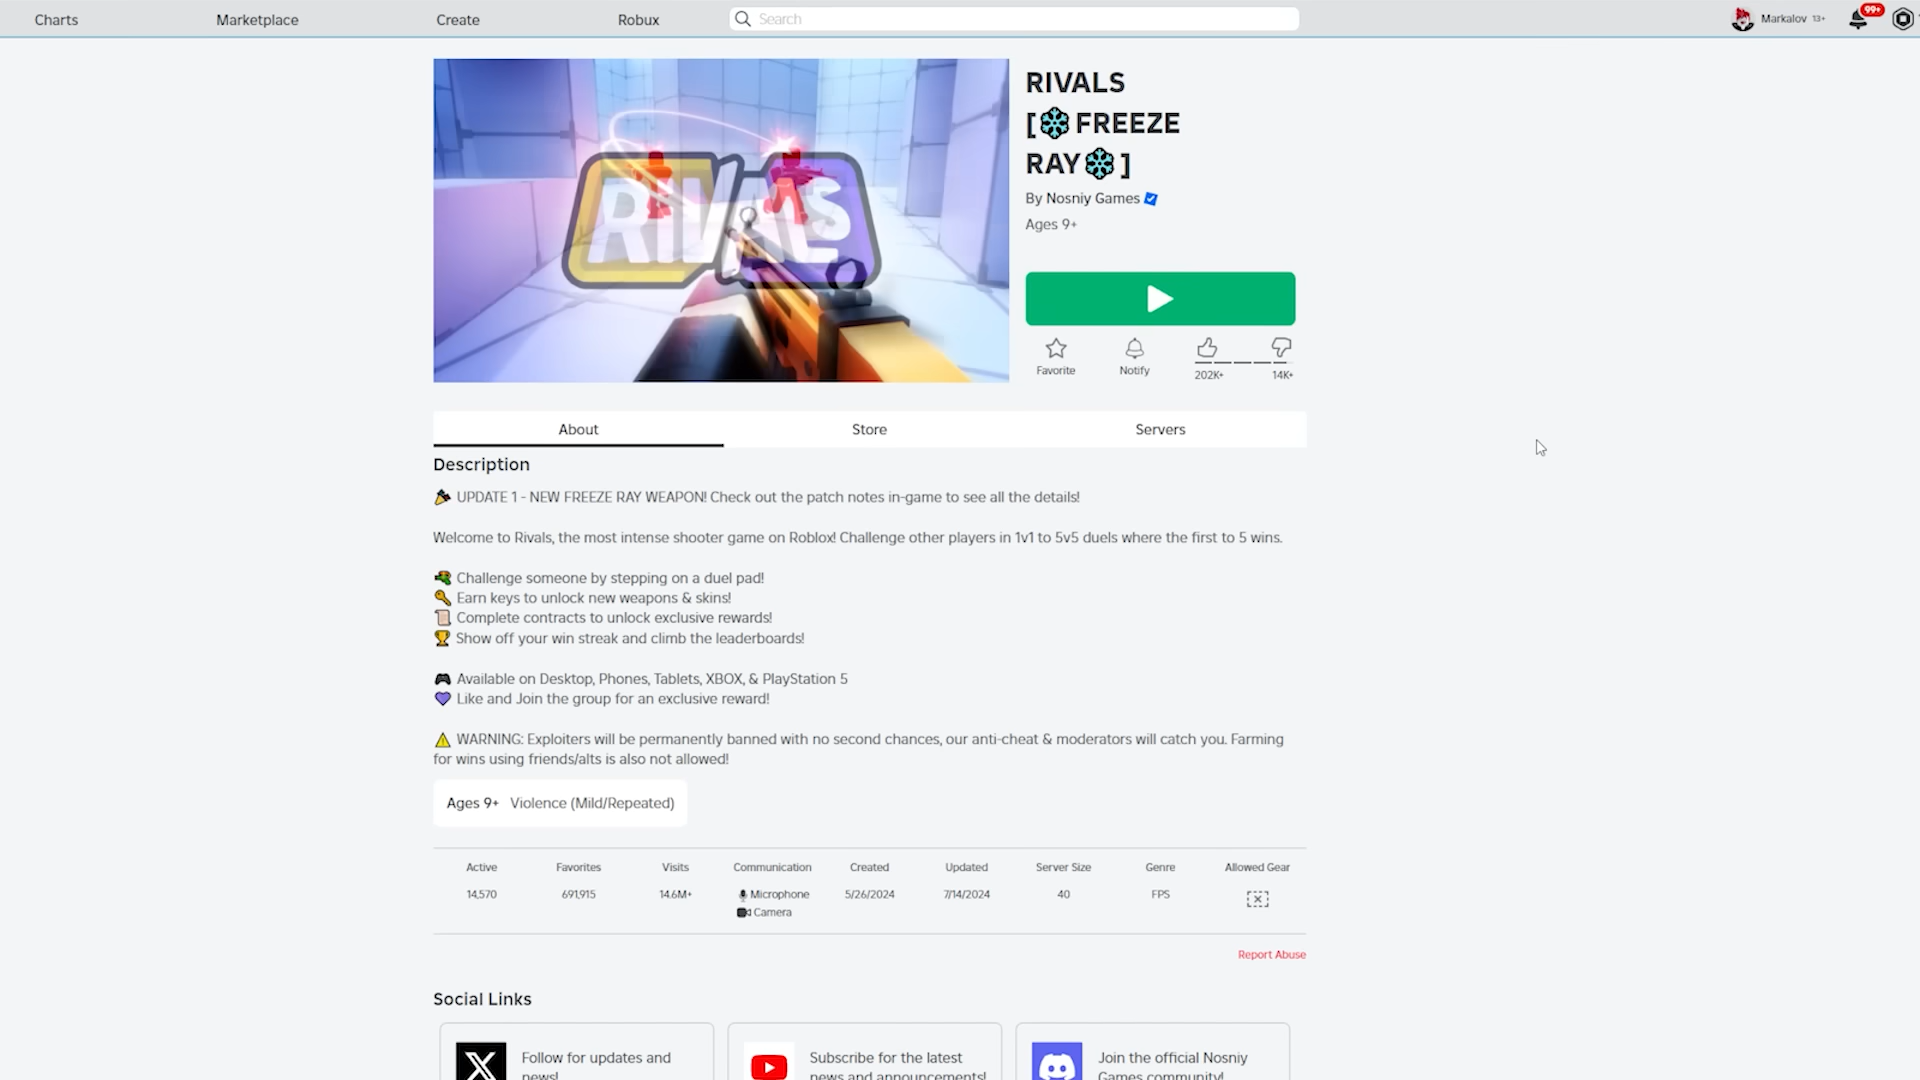 Charts
Marketplace
Create
Robux
Search
Markalov 13+
99+
RIVALS
RIVALS
[❄FREEZE
RAY❄]
By Nosniy Games
Ages 9+
Favorite
Notify
202K+
14K+
About
Store
Servers
Description
🎉 UPDATE 1 - NEW FREEZE RAY WEAPON! Check out the patch notes in-game to see all the details!
Welcome to Rivals, the most intense shooter game on Roblox! Challenge other players in 1v1 to 5v5 duels where the first to 5 wins.
🔫 Challenge someone by stepping on a duel pad!
🔑 Earn keys to unlock new weapons & skins!
📜 Complete contracts to unlock exclusive rewards!
🏆 Show off your win streak and climb the leaderboards!
🎮 Available on Desktop, Phones, Tablets, XBOX, & PlayStation 5
💜 Like and Join the group for an exclusive reward!
⚠️ WARNING: Exploiters will be permanently banned with no second chances, our anti-cheat & moderators will catch you. Farming
for wins using friends/alts is also not allowed!
Ages 9+ Violence (Mild/Repeated)
Active Favorites Visits Communication Created Updated Server Size Genre Allowed Gear
14,570 691,915 14.6M+ Microphone 5/26/2024 7/14/2024 40 FPS
Camera
Report Abuse
Social Links
Follow for updates and
news!
Subscribe for the latest
news and announcements!
Join the official Nosniy
Games community!